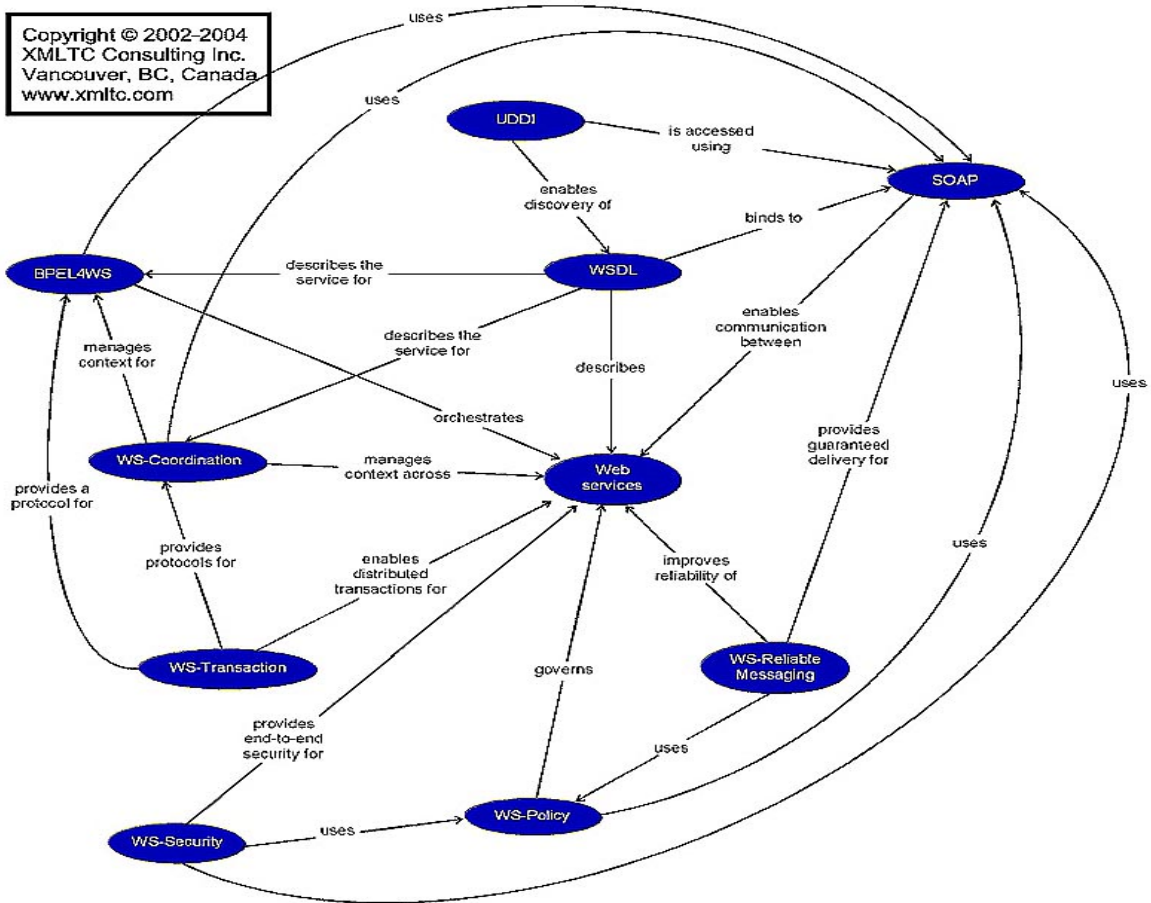 Copyright © 2002-2004
XMLTC Consulting Inc.
Vancouver, BC, Canada
www.xmltc.com
uses
uses
UDDI
is accessed
using
SOAP
enables
discovery of
binds to
BPEL4WS
describes the
service for
WSDL
enables
communication
between
manages
context for
describes the
service for
describes
uses
orchestrates
provides
guaranteed
delivery for
WS-Coordination
manages
context across
Web
services
provides a
protocol for
provides
protocols for
enables
distributed
transactions for
improves
reliability of
uses
WS-Transaction
governs
WS-Reliable
Messaging
provides
end-to-end
security for
uses
WS-Policy
uses
WS-Security